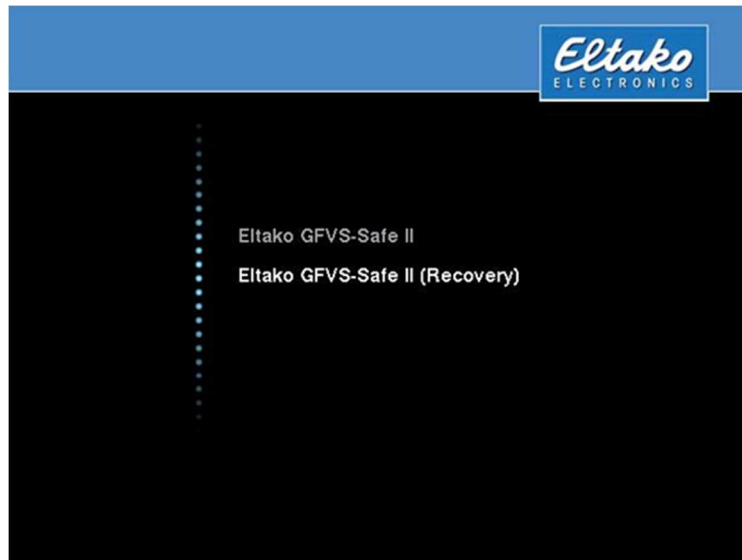 Eltako
ELECTRONICS
Eltako GFVS-Safe II
Eltako GFVS-Safe II (Recovery)